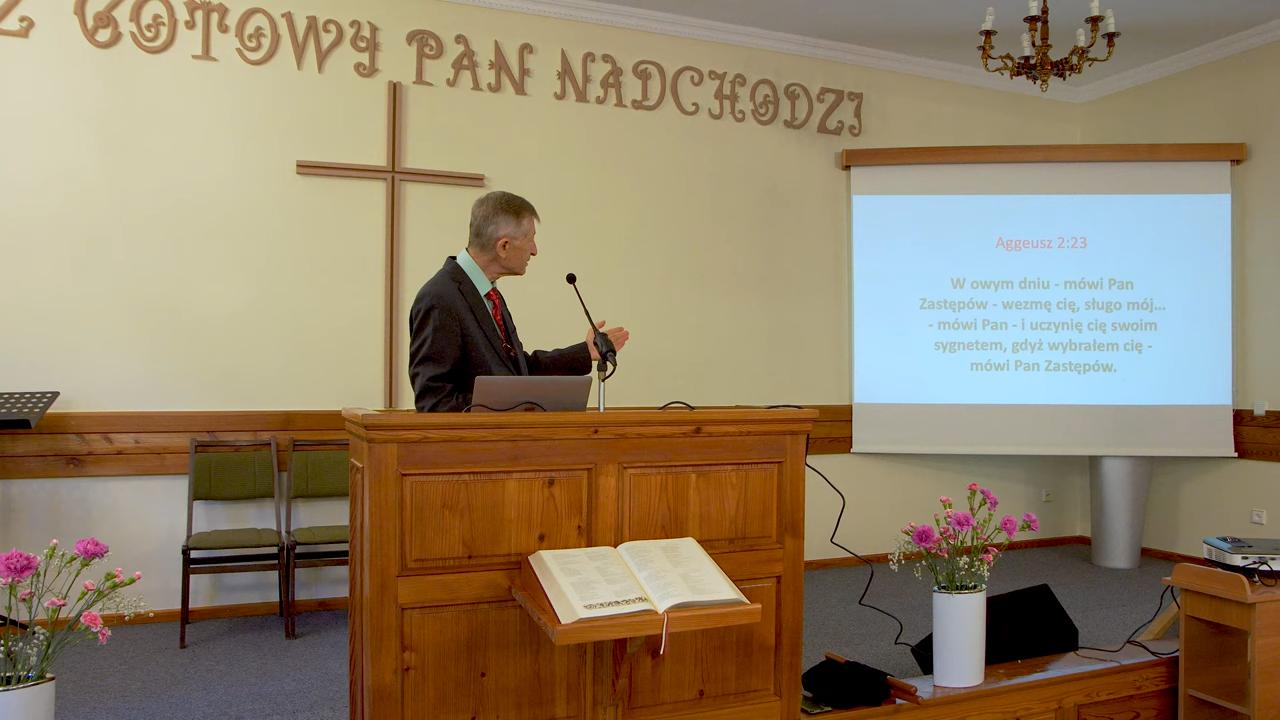 GOTOWY PAN NADCHODZI
Aggeusz 2:23
W owym dniu - mówi Pan
Zastępów - wezmę cię, sługo mój...
- mówi Pan - i uczynię cię swoim
sygnetem, gdyż wybrałem cię -
mówi Pan Zastępów.